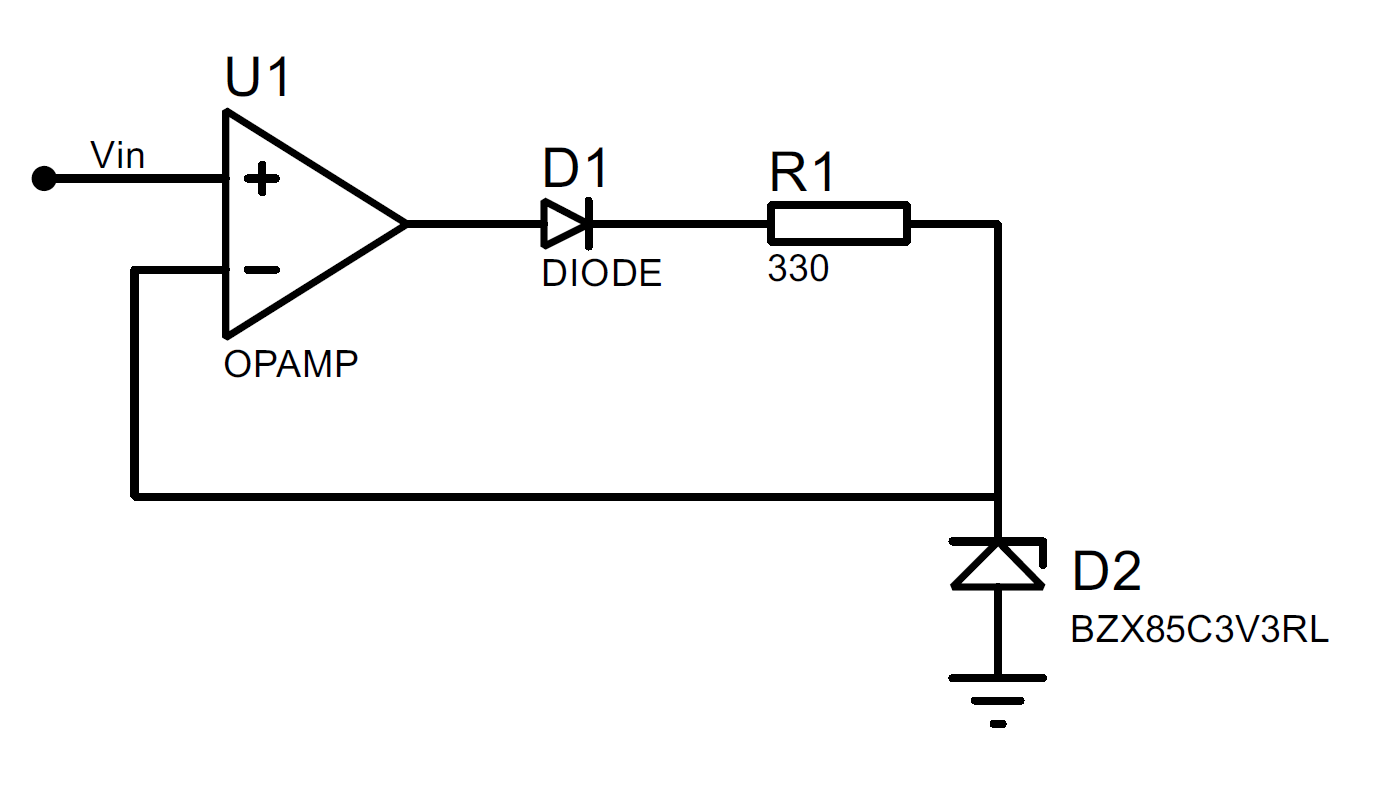 U1
Vin
+
−
OPAMP
D1
DIODE
R1
330
D2
BZX85C3V3RL